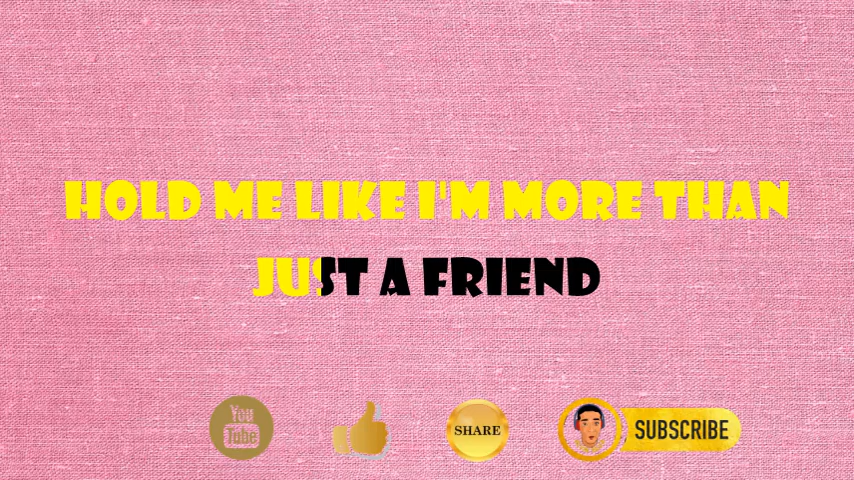 HOLD ME LIKE I'M MORE THAN
JUST A FRIEND
You
Tube
SHARE
SUBSCRIBE